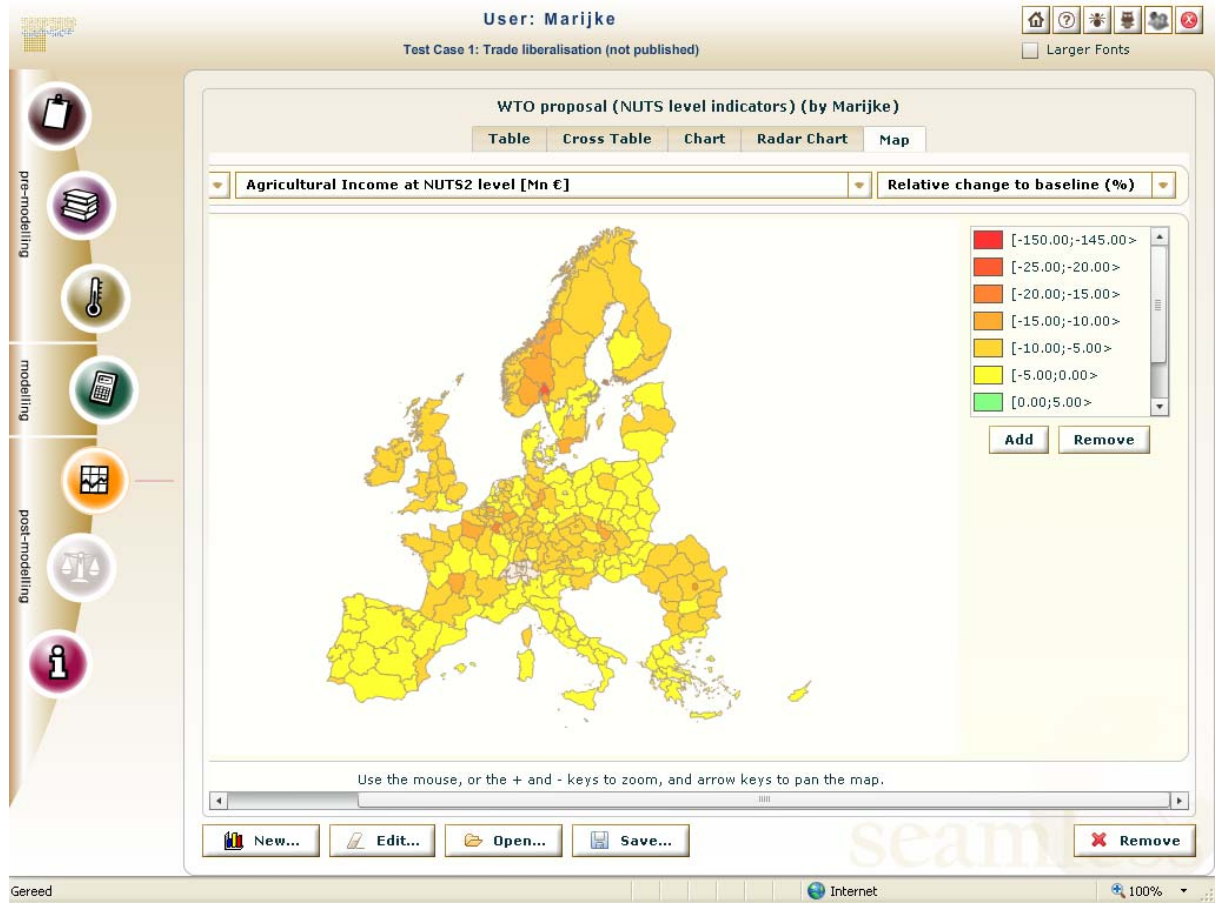 User: Marijke
Test Case 1: Trade liberalisation (not published)
Larger Fonts
pre-modelling
modelling
post-modelling
WTO proposal (NUTS level indicators) (by Marijke)
Table Cross Table Chart Radar Chart Map
Agricultural Income at NUTS2 level [Mn €] Relative change to baseline (%)
[-150.00;-145.00>
[-25.00;-20.00>
[-20.00;-15.00>
[-15.00;-10.00>
[-10.00;-5.00>
[-5.00;0.00>
[0.00;5.00>
Add Remove
Use the mouse, or the + and - keys to zoom, and arrow keys to pan the map.
New... Edit... Open... Save... Remove
seamless
Gereed Internet 100%